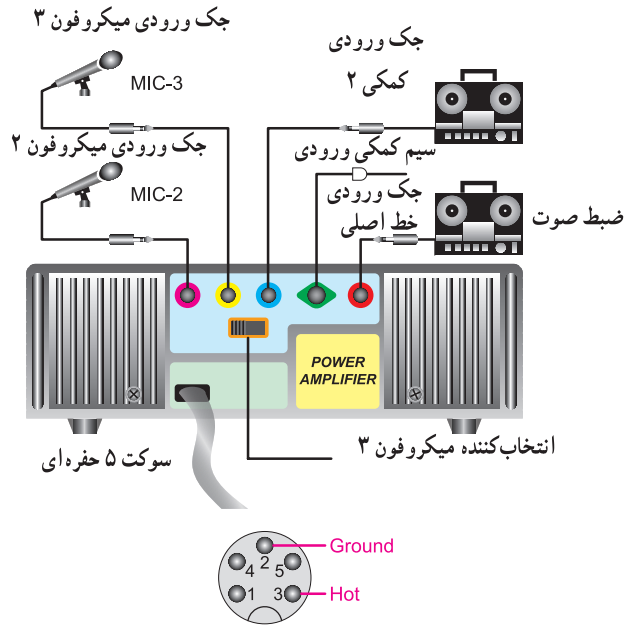 جک ورودی میکروفون ۳
MIC-3
جک ورودی
کمکی ۲
جک ورودی میکروفون ۲
MIC-2
سیم کمکی ورودی
جک ورودی
خط اصلی
ضبط صوت
POWER
AMPLIFIER
انتخاب‌کننده میکروفون ۳
سوکت ۵ حفره‌ای
Ground
2
4
5
1
3
Hot